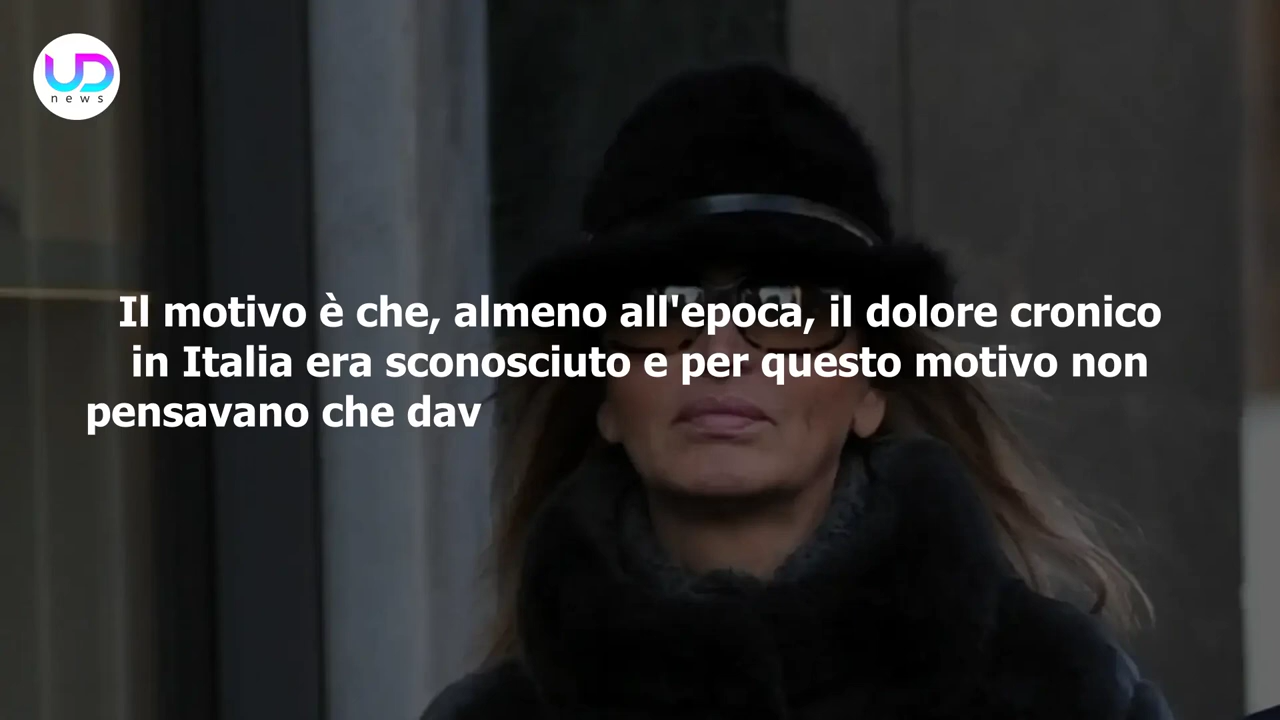 UD
news
Il motivo è che, almeno all'epoca, il dolore cronico
in Italia era sconosciuto e per questo motivo non
pensavano che dav